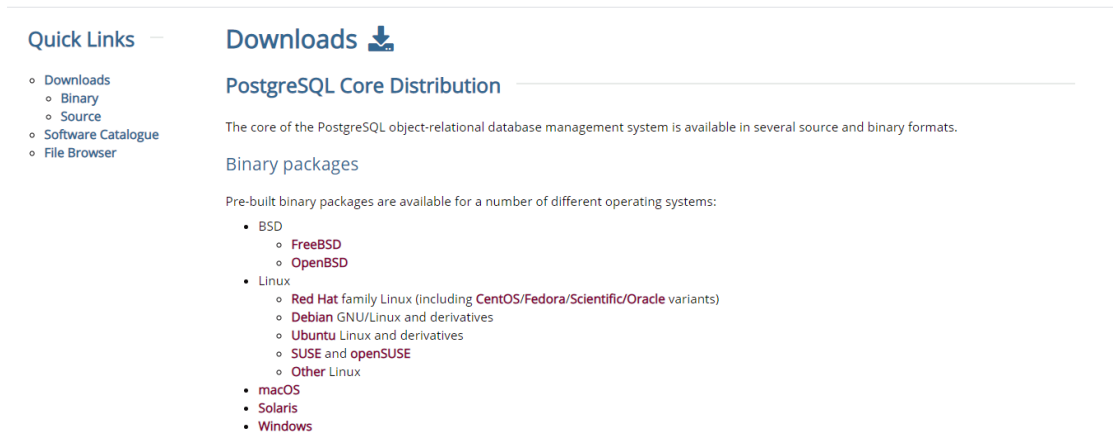 Quick Links
Downloads
Binary
Source
Software Catalogue
File Browser
Downloads
PostgreSQL Core Distribution
The core of the PostgreSQL object-relational database management system is available in several source and binary formats.
Binary packages
Pre-built binary packages are available for a number of different operating systems:
BSD
FreeBSD
OpenBSD
Linux
Red Hat family Linux (including CentOS/Fedora/Scientific/Oracle variants)
Debian GNU/Linux and derivatives
Ubuntu Linux and derivatives
SUSE and openSUSE
Other Linux
macOS
Solaris
Windows